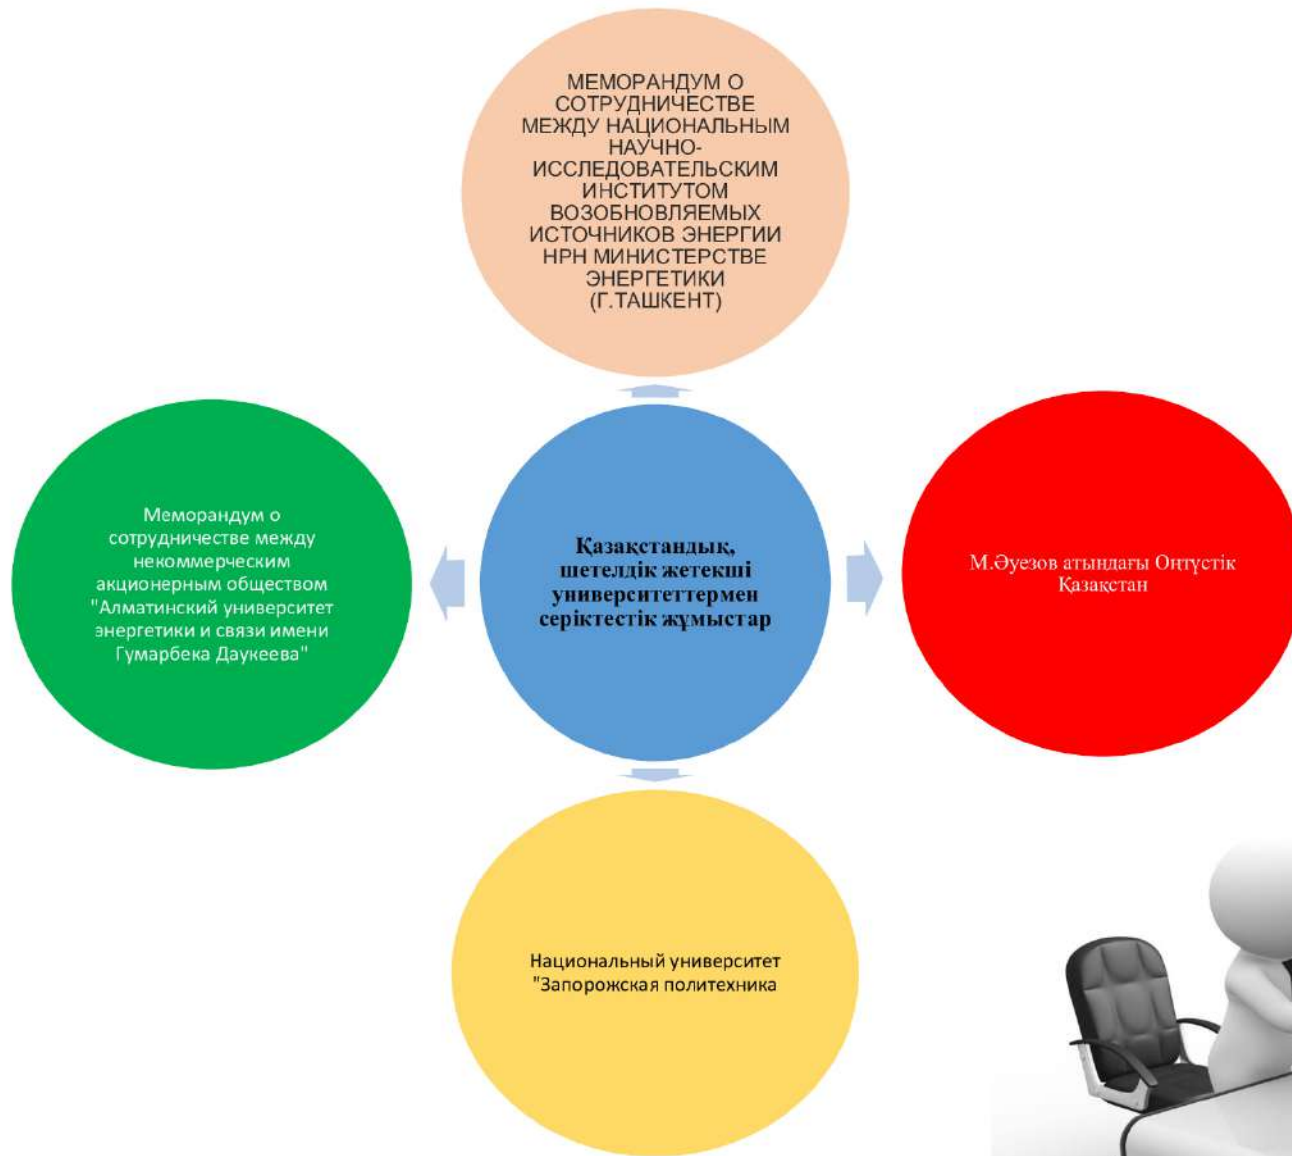 МЕМОРАНДУМ О
СОТРУДНИЧЕСТВЕ
МЕЖДУ НАЦИОНАЛЬНЫМ
НАУЧНО-
ИССЛЕДОВАТЕЛЬСКИМ
ИНСТИТУТОМ
ВОЗОБНОВЛЯЕМЫХ
ИСТОЧНИКОВ ЭНЕРГИИ
НРН МИНИСТЕРСТВЕ
ЭНЕРГЕТИКИ
(Г.ТАШКЕНТ)
Меморандум о
сотрудничестве между
некоммерческим
акционерным обществом
"Алматинский университет
энергетики и связи имени
Гумарбека Даукеева"
Қазақстандық,
шетелдік жетекші
университеттермен
серіктестік жұмыстар
М.Әуезов атындағы Оңтүстік
Қазақстан
Национальный университет
"Запорожская политехника